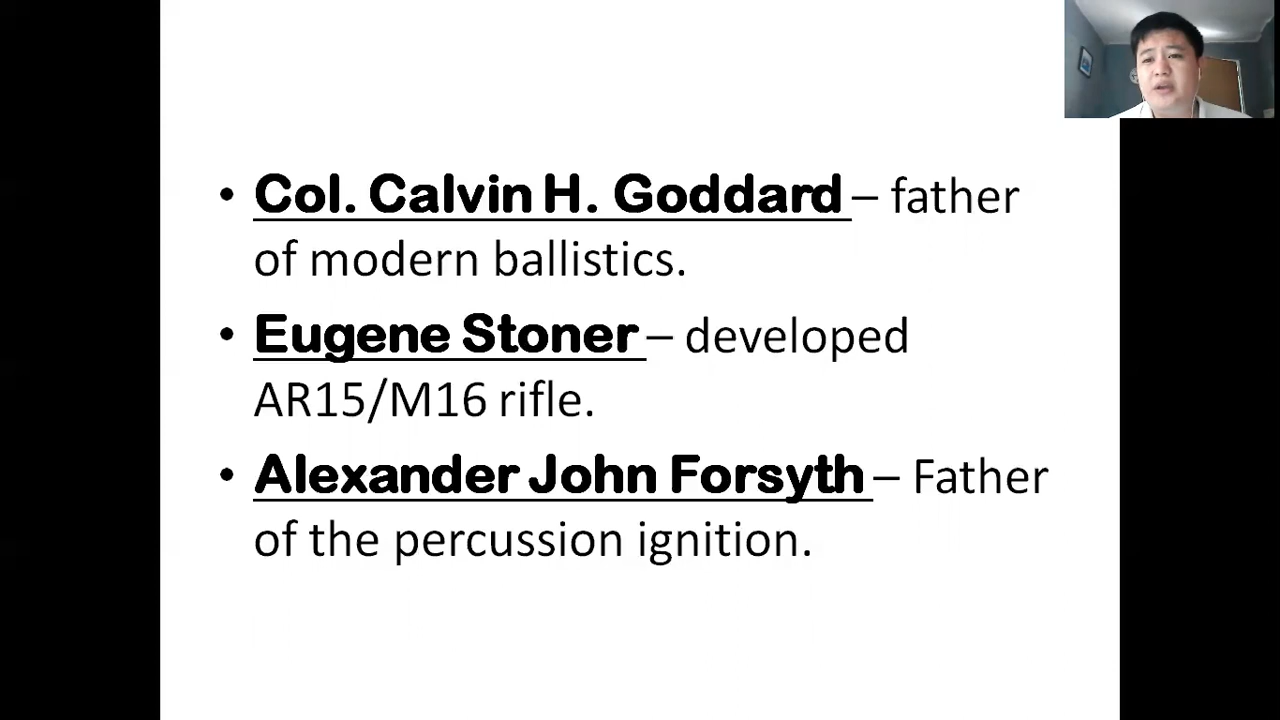 • Col. Calvin H. Goddard – father
of modern ballistics.
• Eugene Stoner – developed
AR15/M16 rifle.
• Alexander John Forsyth – Father
of the percussion ignition.